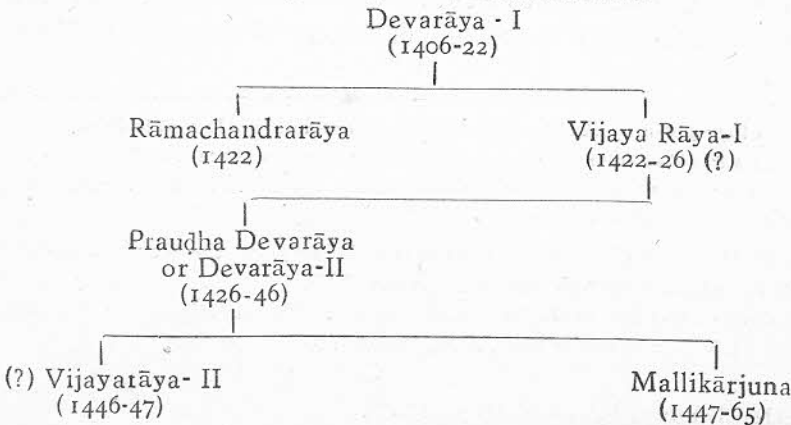 Devarāya - I
(1406-22)
Rāmachandrarāya
(1422)
Vijaya Rāya-I
(1422-26) (?)
Prauḍha Devarāya
or Devarāya-II
(1426-46)
(?) Vijayarāya- II
(1446-47)
Mallikārjuna
(1447-65)